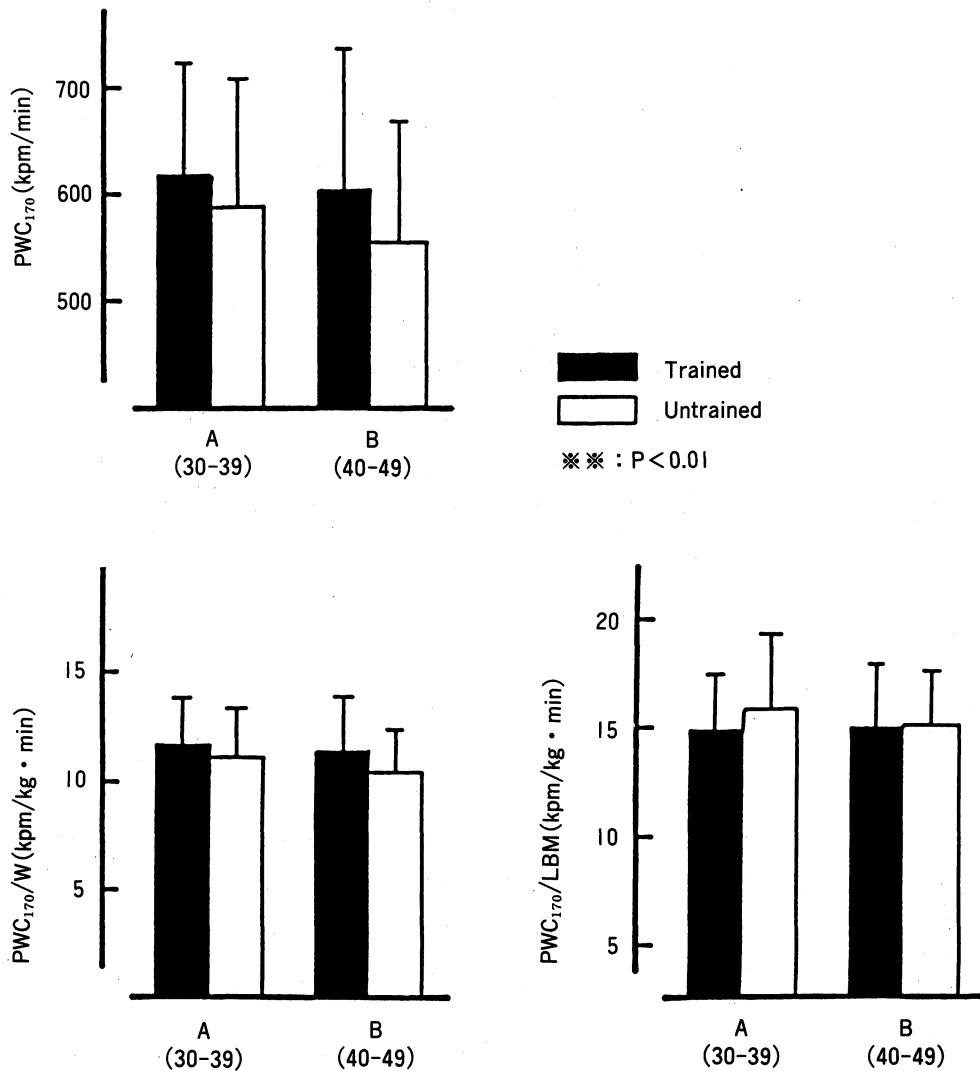 PWC₁₇₀(kpm/min)
700
600
500
A
(30-39)
B
(40-49)
Trained
Untrained
※※ : P<0.01
PWC₁₇₀/W(kpm/kg・min)
15
10
5
A
(30-39)
B
(40-49)
PWC₁₇₀/LBM(kpm/kg・min)
20
15
10
5
A
(30-39)
B
(40-49)